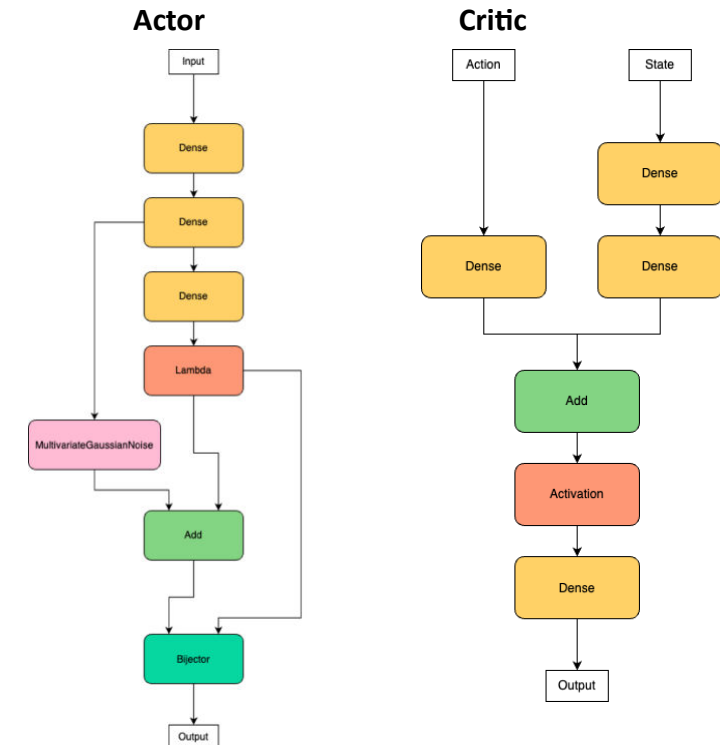 Actor
Input
Dense
Dense
Dense
Lambda
MultivariateGaussianNoise
Add
Bijector
Output
Critic
Action
State
Dense
Dense
Dense
Add
Activation
Dense
Output